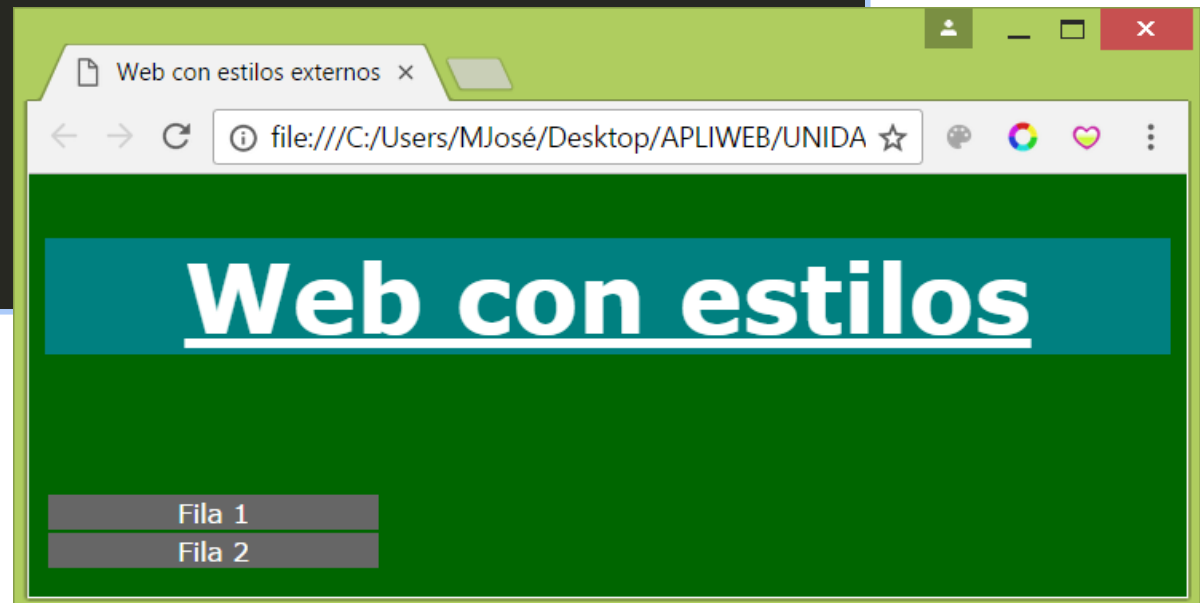 Web con estilos externos
file:///C:/Users/MJosé/Desktop/APLIWEB/UNIDA
Web con estilos
Fila 1
Fila 2